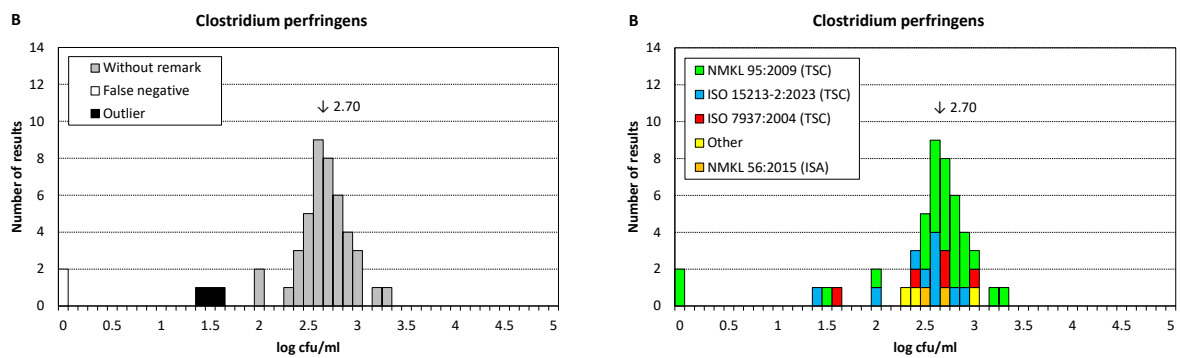 B
Clostridium perfringens
14
12
10
8
6
4
2
0
Number of results
Without remark
False negative
Outlier
↓ 2.70
0 0.5 1 1.5 2 2.5 3 3.5 4 4.5 5
log cfu/ml
B
Clostridium perfringens
14
12
10
8
6
4
2
0
Number of results
NMKL 95:2009 (TSC)
ISO 15213-2:2023 (TSC)
ISO 7937:2004 (TSC)
Other
NMKL 56:2015 (ISA)
↓ 2.70
0 0.5 1 1.5 2 2.5 3 3.5 4 4.5 5
log cfu/ml